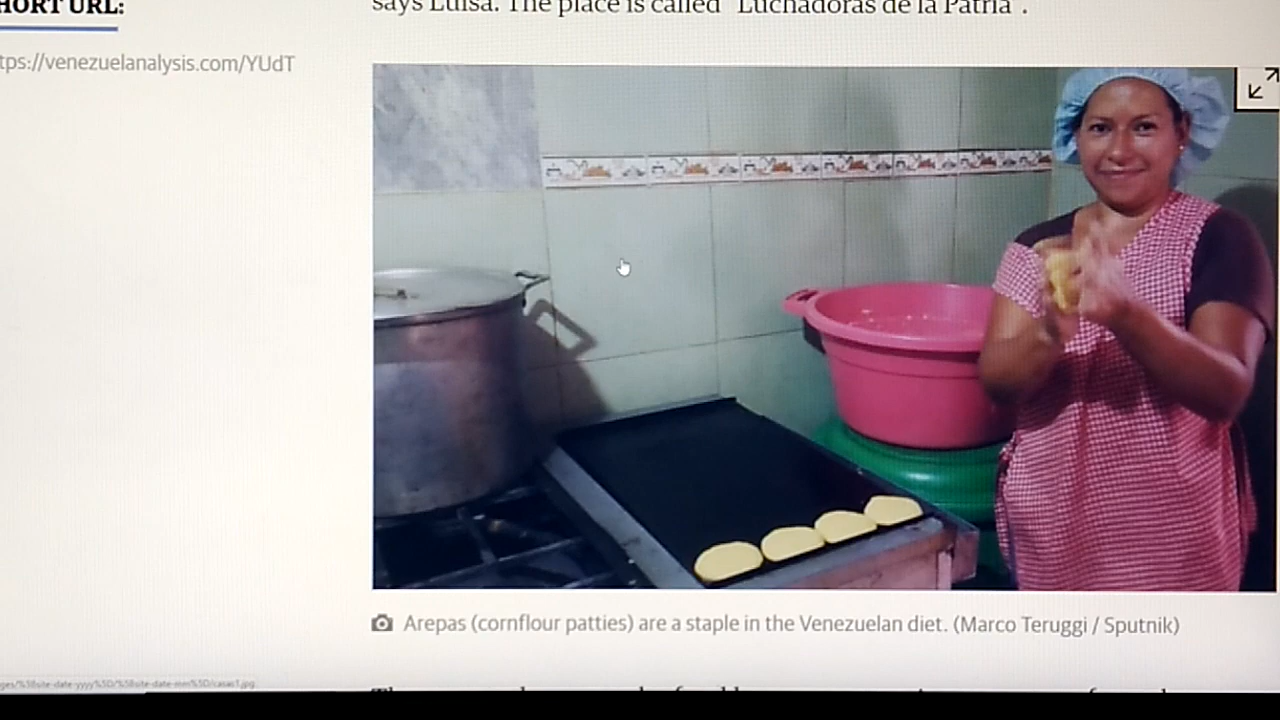 HORT URL:
says Luisa. The place is called "Luchadoras de la Patria".
tps://venezuelanalysis.com/YUdT
Arepas (cornflour patties) are a staple in the Venezuelan diet. (Marco Teruggi / Sputnik)